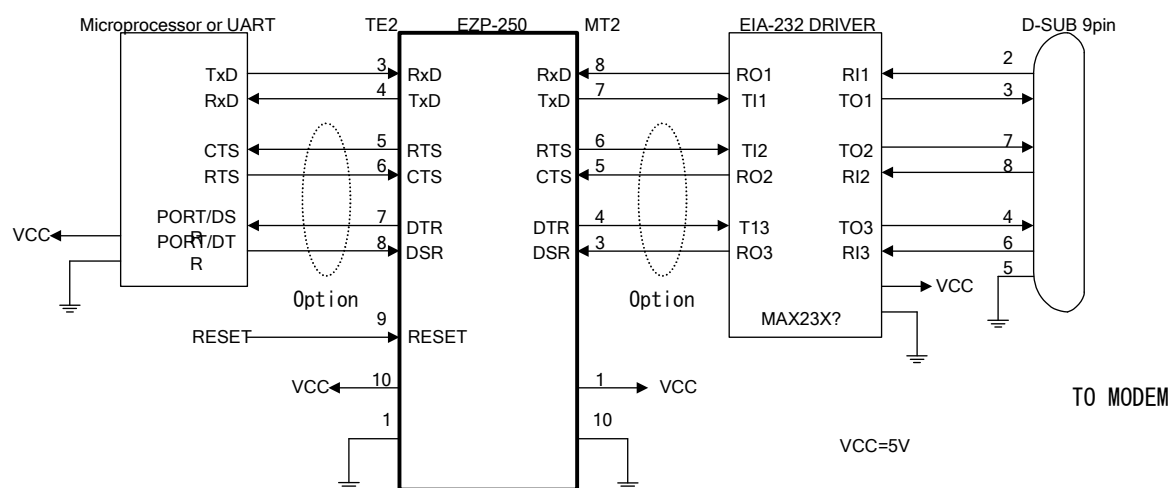 Microprocessor or UART TE2 EZP-250 MT2 EIA-232 DRIVER D-SUB 9pin
TxD 3 RxD RxD 8 RO1 RI1 2
RxD 4 TxD TxD 7 TI1 TO1 3
CTS 5 RTS RTS 6 TI2 TO2 7
RTS 6 CTS CTS 5 RO2 RI2 8
PORT/DS
R
7 DTR DTR 4 T13 TO3 4
VCC
PORT/DT
R
8 DSR DSR 3 RO3 RI3 6
5
VCC
Option Option
MAX23X?
RESET 9 RESET
VCC 10 1 VCC
TO MODEM
1 10
VCC=5V